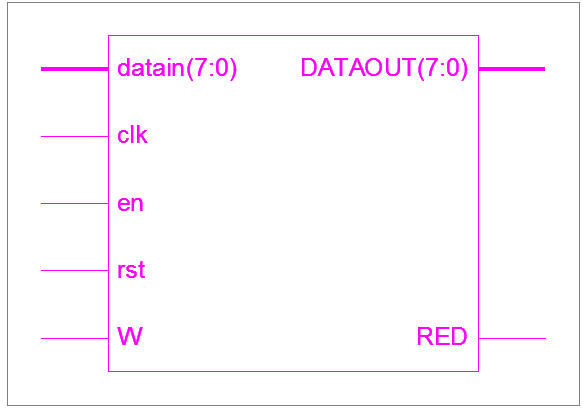 datain(7:0) DATAOUT(7:0)
clk
en
rst
W RED